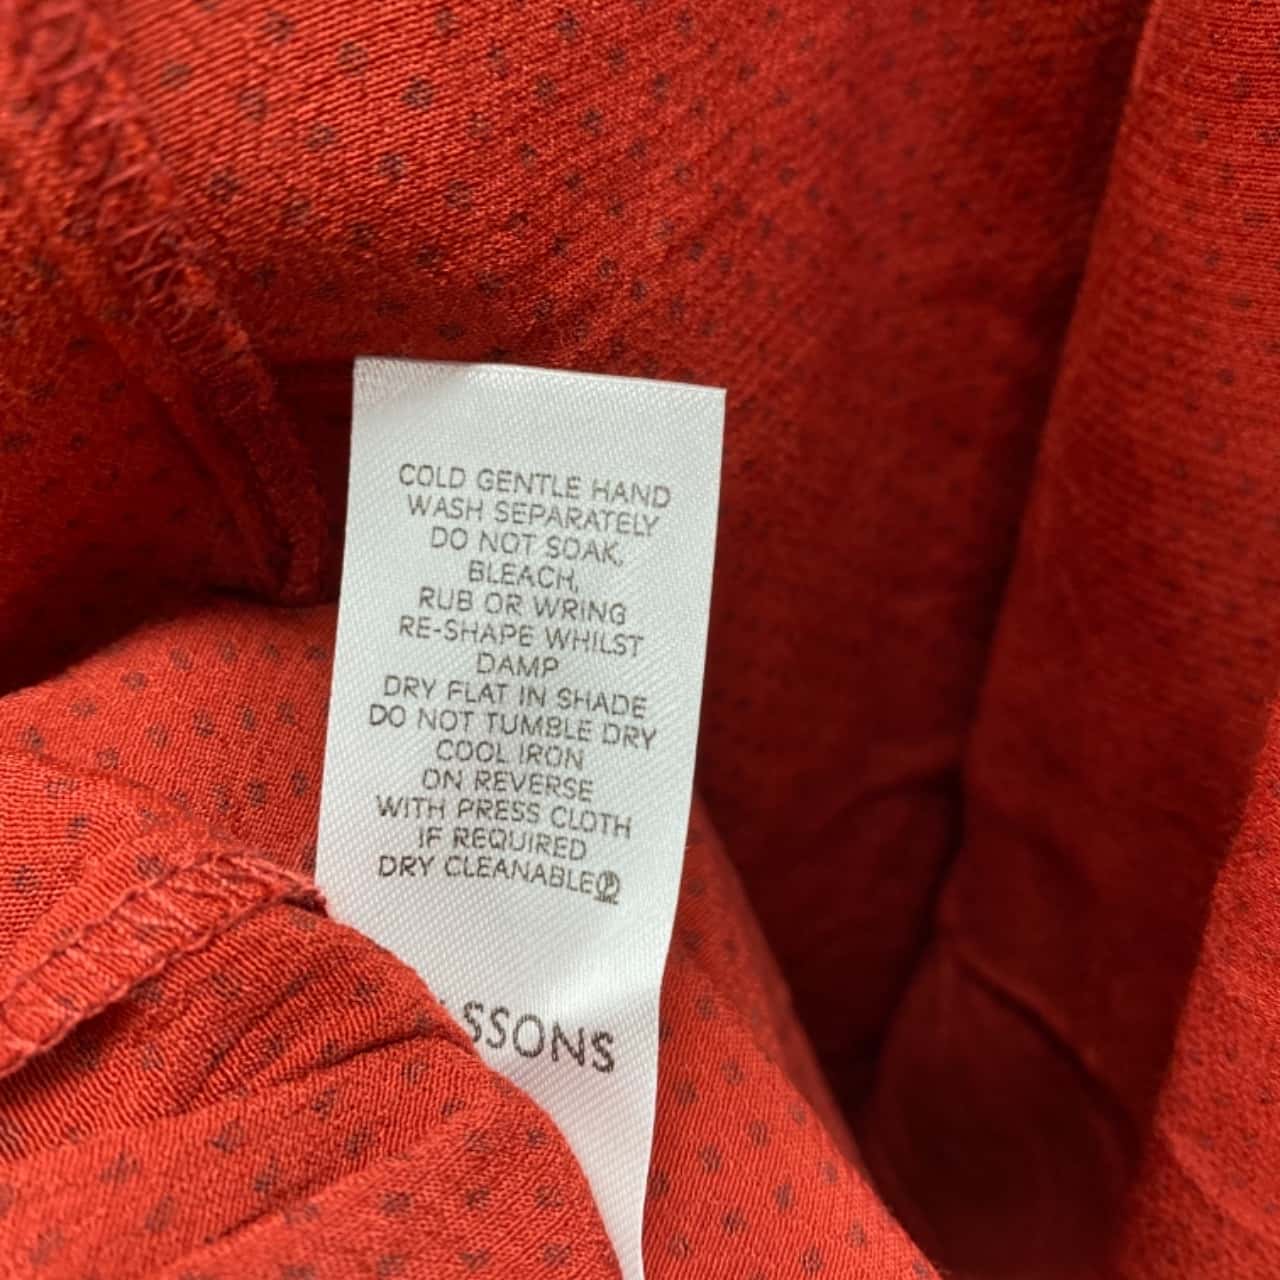 COLD GENTLE HAND
WASH SEPARATELY
DO NOT SOAK,
BLEACH,
RUB OR WRING
RE-SHAPE WHILST
DAMP
DRY FLAT IN SHADE
DO NOT TUMBLE DRY
COOL IRON
ON REVERSE
WITH PRESS CLOTH
IF REQUIRED
DRY CLEANABLE Ⓟ
SSONS